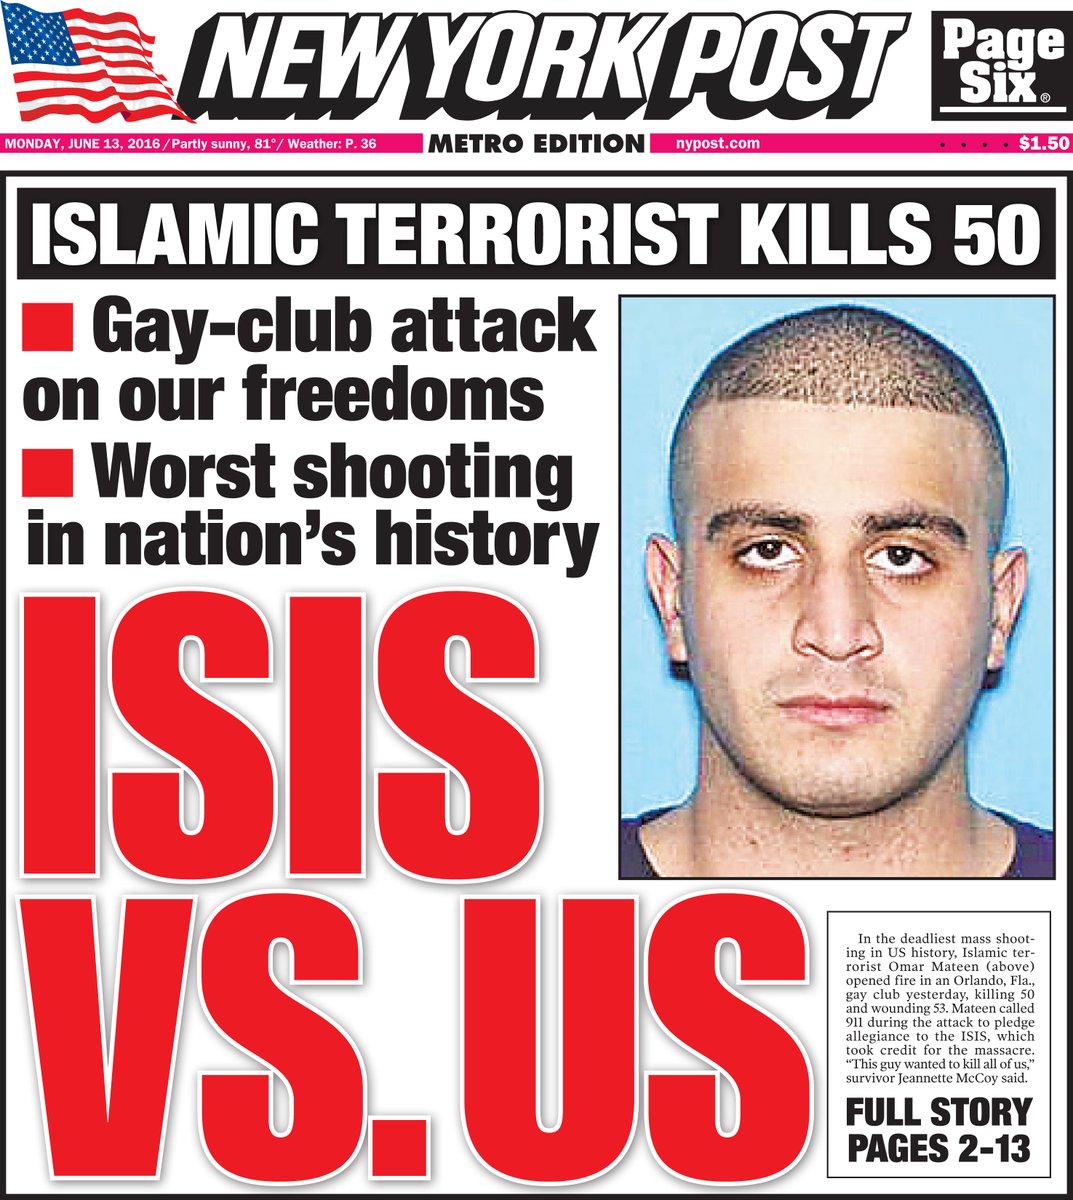 NEW YORK POST
Page
Six®
MONDAY, JUNE 13, 2016 / Partly sunny, 81° / Weather: P. 36
METRO EDITION
nypost.com
$1.50
ISLAMIC TERRORIST KILLS 50
Gay-club attack
on our freedoms
Worst shooting
in nation's history
ISIS
VS. US
In the deadliest mass shoot-
ing in US history, Islamic ter-
rorist Omar Mateen (above)
opened fire in an Orlando, Fla.,
gay club yesterday, killing 50
and wounding 53. Mateen called
911 during the attack to pledge
allegiance to the ISIS, which
took credit for the massacre.
“This guy wanted to kill all of us,”
survivor Jeannette McCoy said.
FULL STORY
PAGES 2-13